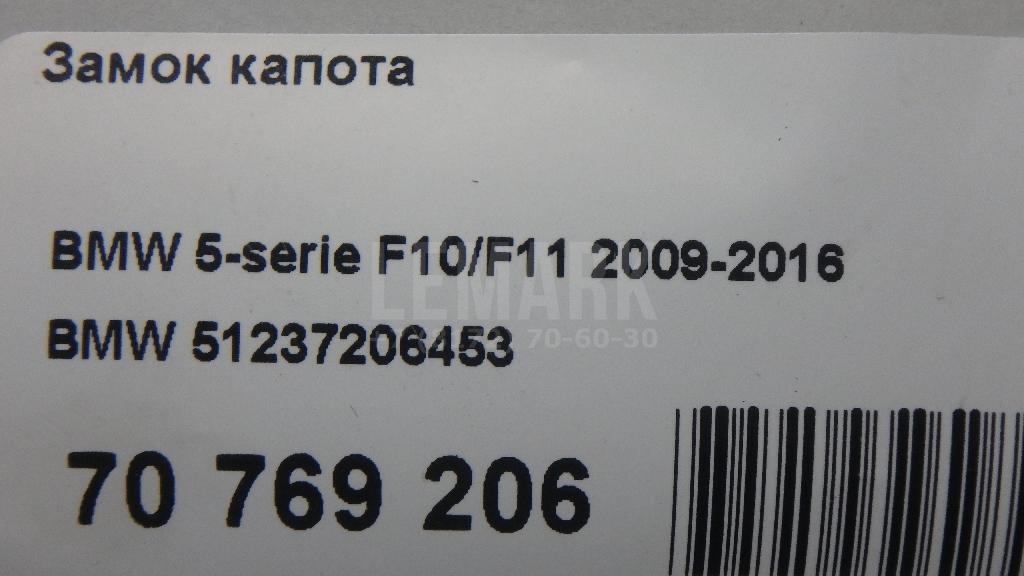 Замок капота
BMW 5-serie F10/F11 2009-2016
LEMARK
BMW 51237206453
70-60-30
70 769 206